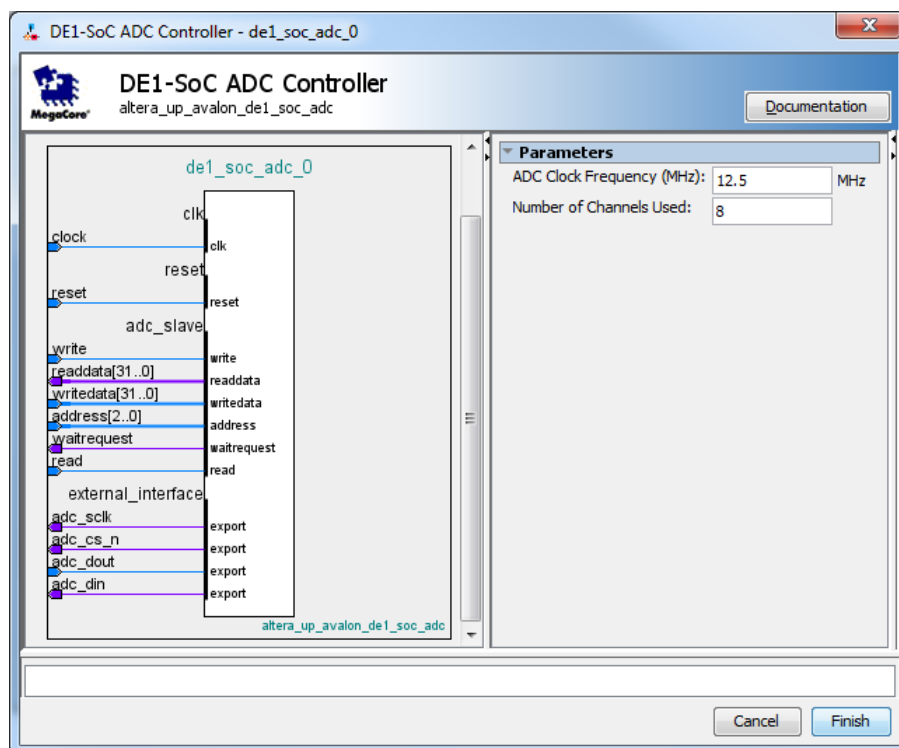 DE1-SoC ADC Controller - de1_soc_adc_0
MegaCore®
DE1-SoC ADC Controller
altera_up_avalon_de1_soc_adc
Documentation
de1_soc_adc_0
clk
clock
clk
reset
reset
reset
adc_slave
write
write
readdata[31..0]
readdata
writedata[31..0]
writedata
address[2..0]
address
waitrequest
waitrequest
read
read
external_interface
adc_sclk
export
adc_cs_n
export
adc_dout
export
adc_din
export
altera_up_avalon_de1_soc_adc
Parameters
ADC Clock Frequency (MHz): 12.5 MHz
Number of Channels Used: 8
Cancel Finish